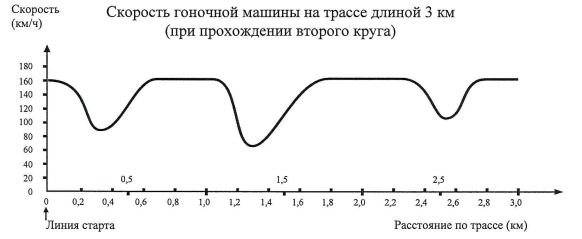 Скорость гоночной машины на трассе длиной 3 км
(при прохождении второго круга)
Скорость
(км/ч)
180
160
140
120
100
80
60
40
20
0
0,5
1,5
2,5
0 0,2 0,4 0,6 0,8 1,0 1,2 1,4 1,6 1,8 2,0 2,2 2,4 2,6 2,8 3,0
Линия старта
Расстояние по трассе (км)